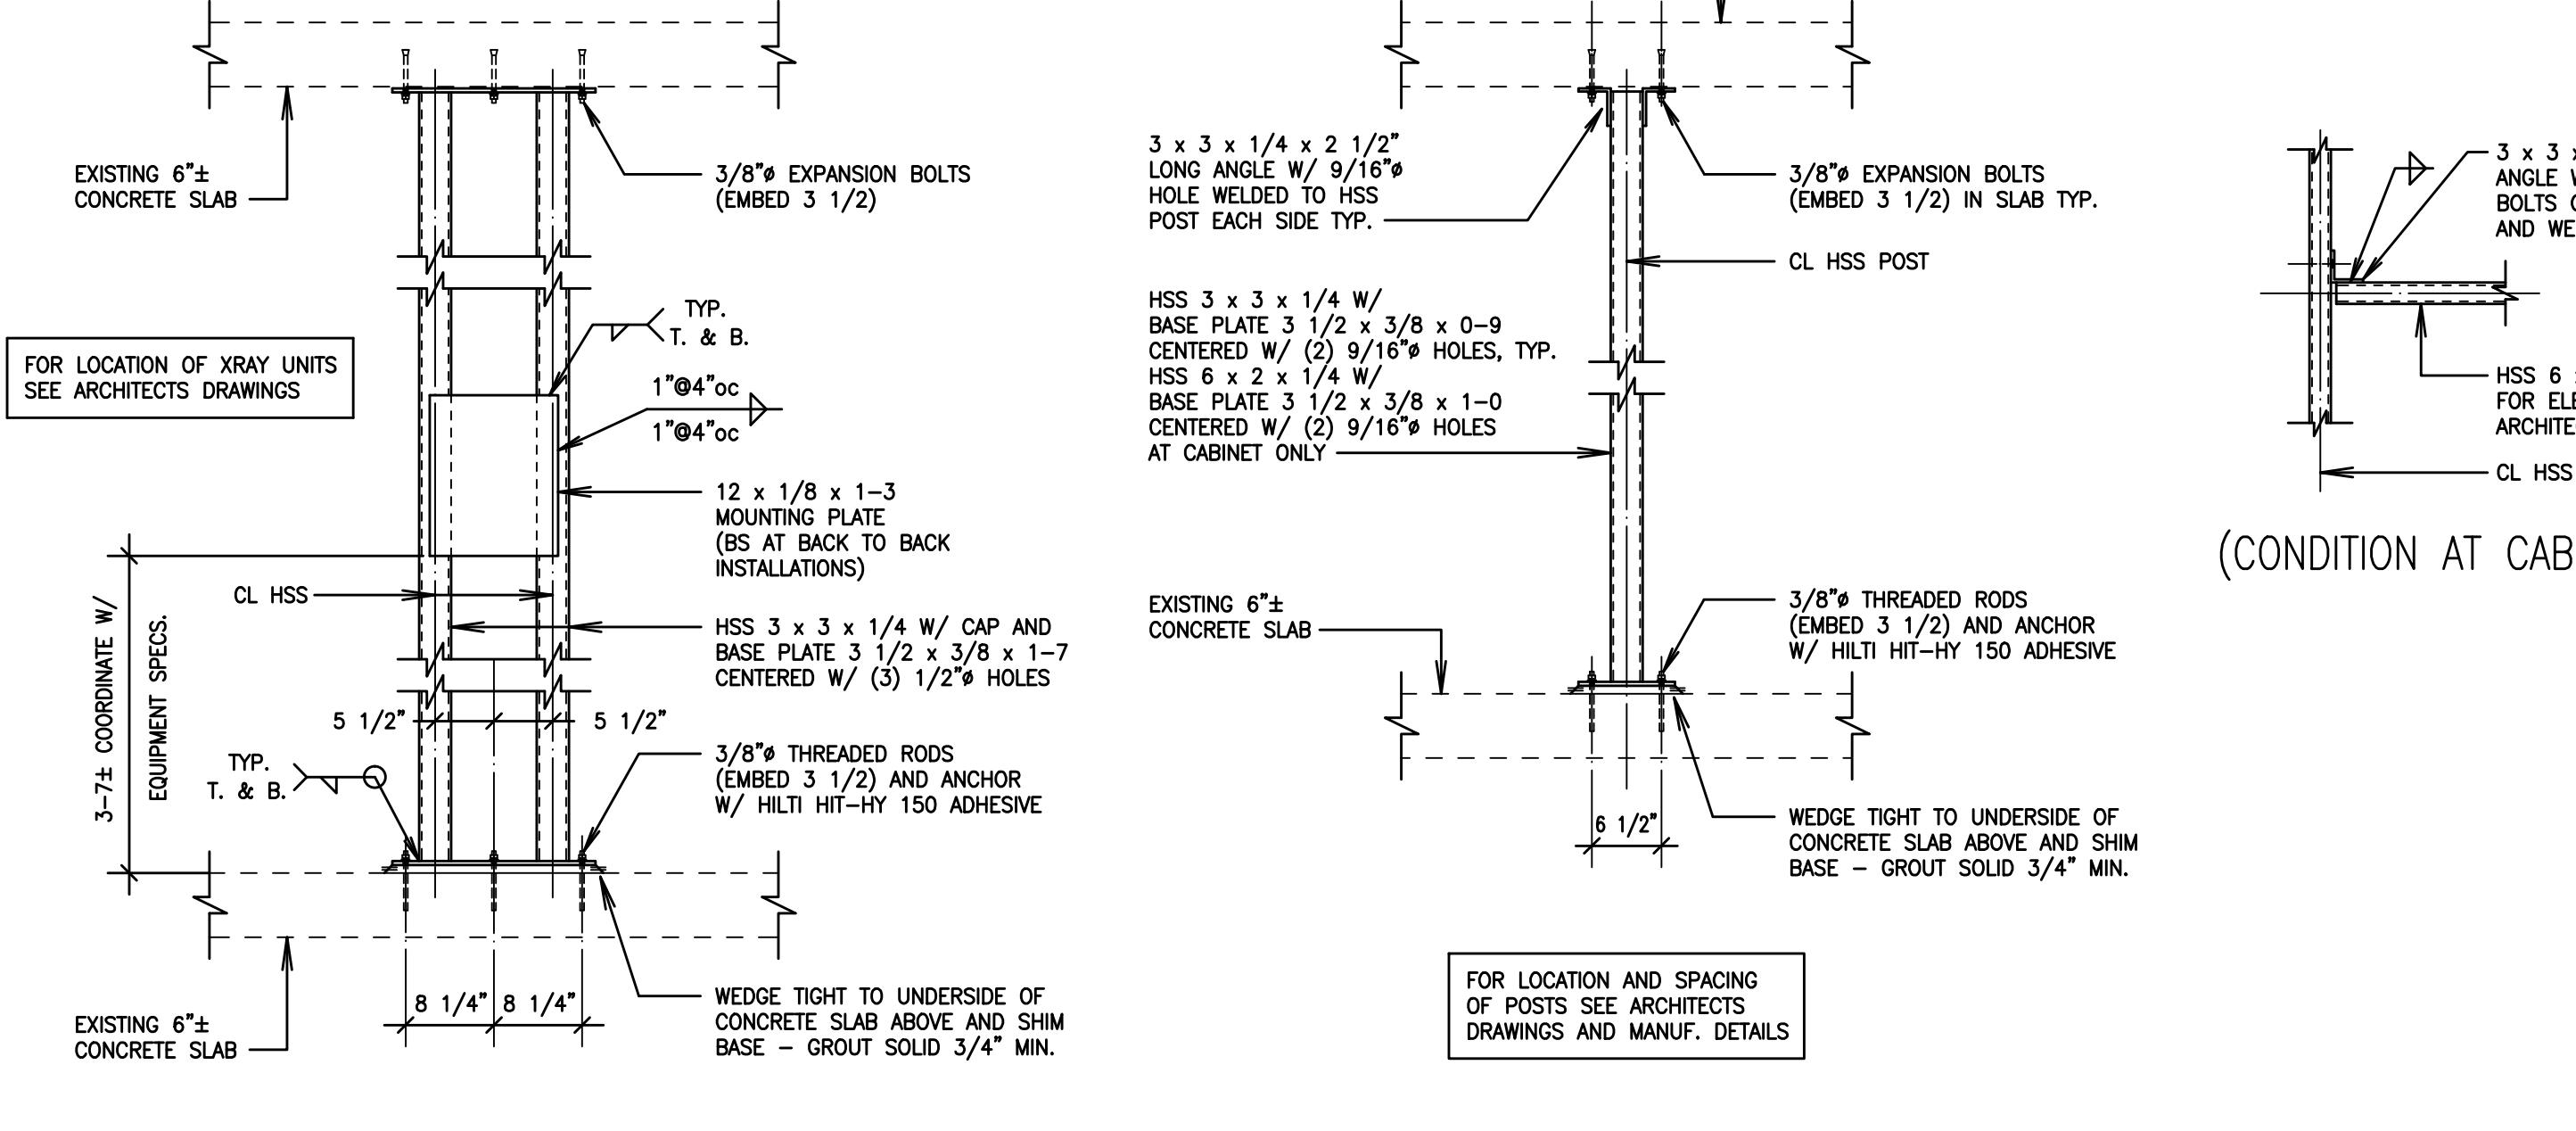 EXISTING 6"±
CONCRETE SLAB
3/8"ø EXPANSION BOLTS
(EMBED 3 1/2)
TYP.
T. & B.
FOR LOCATION OF XRAY UNITS
SEE ARCHITECTS DRAWINGS
1"@4"oc
1"@4"oc
12 x 1/8 x 1-3
MOUNTING PLATE
(BS AT BACK TO BACK
INSTALLATIONS)
CL HSS
3-7± COORDINATE W/
EQUIPMENT SPECS.
HSS 3 x 3 x 1/4 W/ CAP AND
BASE PLATE 3 1/2 x 3/8 x 1-7
CENTERED W/ (3) 1/2"ø HOLES
5 1/2"
5 1/2"
TYP.
T. & B.
3/8"ø THREADED RODS
(EMBED 3 1/2) AND ANCHOR
W/ HILTI HIT-HY 150 ADHESIVE
8 1/4"
8 1/4"
WEDGE TIGHT TO UNDERSIDE OF
CONCRETE SLAB ABOVE AND SHIM
BASE - GROUT SOLID 3/4" MIN.
EXISTING 6"±
CONCRETE SLAB
3 x 3 x 1/4 x 2 1/2"
LONG ANGLE W/ 9/16"ø
HOLE WELDED TO HSS
POST EACH SIDE TYP.
3/8"ø EXPANSION BOLTS
(EMBED 3 1/2) IN SLAB TYP.
CL HSS POST
HSS 3 x 3 x 1/4 W/
BASE PLATE 3 1/2 x 3/8 x 0-9
CENTERED W/ (2) 9/16"ø HOLES, TYP.
HSS 6 x 2 x 1/4 W/
BASE PLATE 3 1/2 x 3/8 x 1-0
CENTERED W/ (2) 9/16"ø HOLES
AT CABINET ONLY
EXISTING 6"±
CONCRETE SLAB
3/8"ø THREADED RODS
(EMBED 3 1/2) AND ANCHOR
W/ HILTI HIT-HY 150 ADHESIVE
6 1/2"
WEDGE TIGHT TO UNDERSIDE OF
CONCRETE SLAB ABOVE AND SHIM
BASE - GROUT SOLID 3/4" MIN.
FOR LOCATION AND SPACING
OF POSTS SEE ARCHITECTS
DRAWINGS AND MANUF. DETAILS
3 x 3
ANGLE
BOLTS
AND
HSS 6
FOR
CL HSS
(CONDITION AT